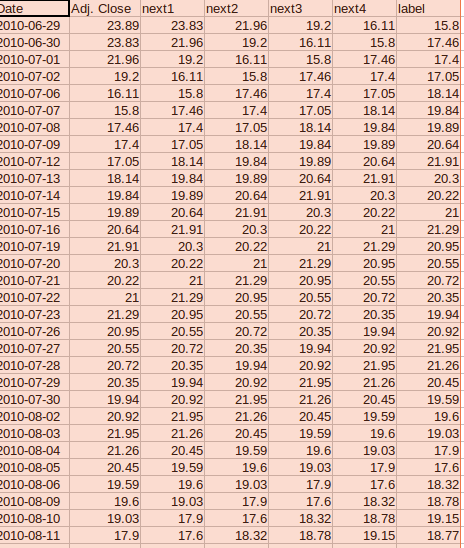 Date Adj. Close next1 next2 next3 next4 label
2010-06-29 23.89 23.83 21.96 19.2 16.11 15.8
2010-06-30 23.83 21.96 19.2 16.11 15.8 17.46
2010-07-01 21.96 19.2 16.11 15.8 17.46 17.4
2010-07-02 19.2 16.11 15.8 17.46 17.4 17.05
2010-07-06 16.11 15.8 17.46 17.4 17.05 18.14
2010-07-07 15.8 17.46 17.4 17.05 18.14 19.84
2010-07-08 17.46 17.4 17.05 18.14 19.84 19.89
2010-07-09 17.4 17.05 18.14 19.84 19.89 20.64
2010-07-12 17.05 18.14 19.84 19.89 20.64 21.91
2010-07-13 18.14 19.84 19.89 20.64 21.91 20.3
2010-07-14 19.84 19.89 20.64 21.91 20.3 20.22
2010-07-15 19.89 20.64 21.91 20.3 20.22 21
2010-07-16 20.64 21.91 20.3 20.22 21 21.29
2010-07-19 21.91 20.3 20.22 21 21.29 20.95
2010-07-20 20.3 20.22 21 21.29 20.95 20.55
2010-07-21 20.22 21 21.29 20.95 20.55 20.72
2010-07-22 21 21.29 20.95 20.55 20.72 20.35
2010-07-23 21.29 20.95 20.55 20.72 20.35 19.94
2010-07-26 20.95 20.55 20.72 20.35 19.94 20.92
2010-07-27 20.55 20.72 20.35 19.94 20.92 21.95
2010-07-28 20.72 20.35 19.94 20.92 21.95 21.26
2010-07-29 20.35 19.94 20.92 21.95 21.26 20.45
2010-07-30 19.94 20.92 21.95 21.26 20.45 19.59
2010-08-02 20.92 21.95 21.26 20.45 19.59 19.6
2010-08-03 21.95 21.26 20.45 19.59 19.6 19.03
2010-08-04 21.26 20.45 19.59 19.6 19.03 17.9
2010-08-05 20.45 19.59 19.6 19.03 17.9 17.6
2010-08-06 19.59 19.6 19.03 17.9 17.6 18.32
2010-08-09 19.6 19.03 17.9 17.6 18.32 18.78
2010-08-10 19.03 17.9 17.6 18.32 18.78 19.15
2010-08-11 17.9 17.6 18.32 18.78 19.15 18.77